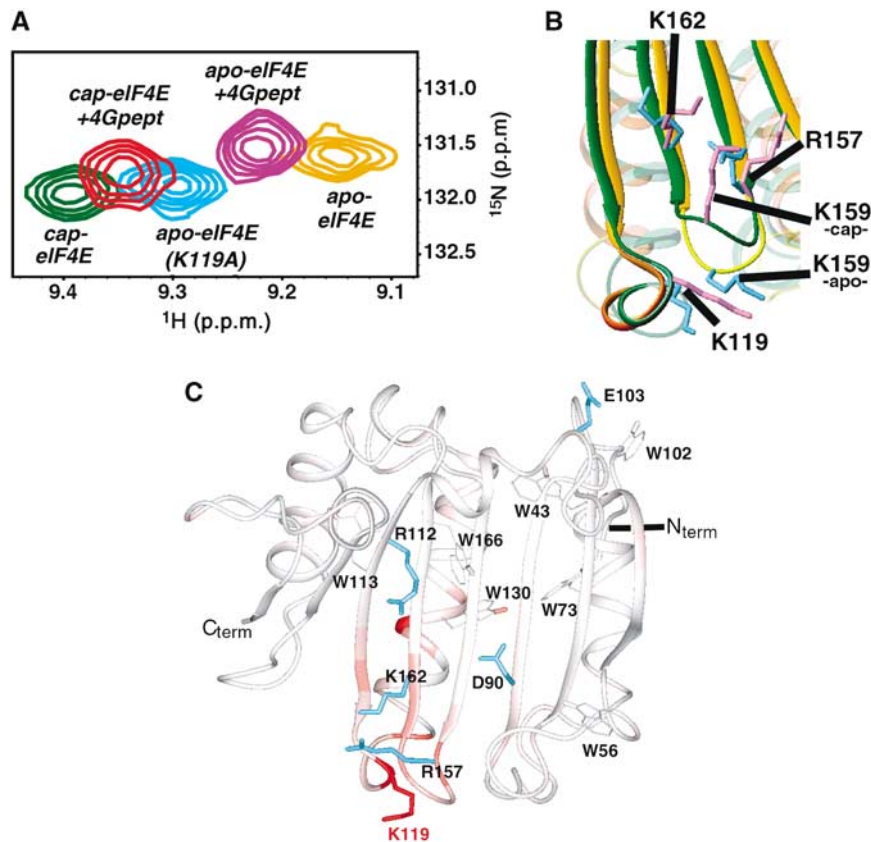 A
cap-eIF4E
+4Gpept
apo-eIF4E
+4Gpept
cap-
eIF4E
apo-eIF4E
(K119A)
apo-
eIF4E
131.0
131.5
132.0
132.5
¹⁵N (p.p.m)
9.4
9.3
9.2
9.1
¹H (p.p.m.)
B
K162
R157
K159
-cap-
K159
-apo-
K119
C
E103
W102
W43
Nterm
R112
W166
W113
W130
W73
Cterm
K162
D90
W56
R157
K119